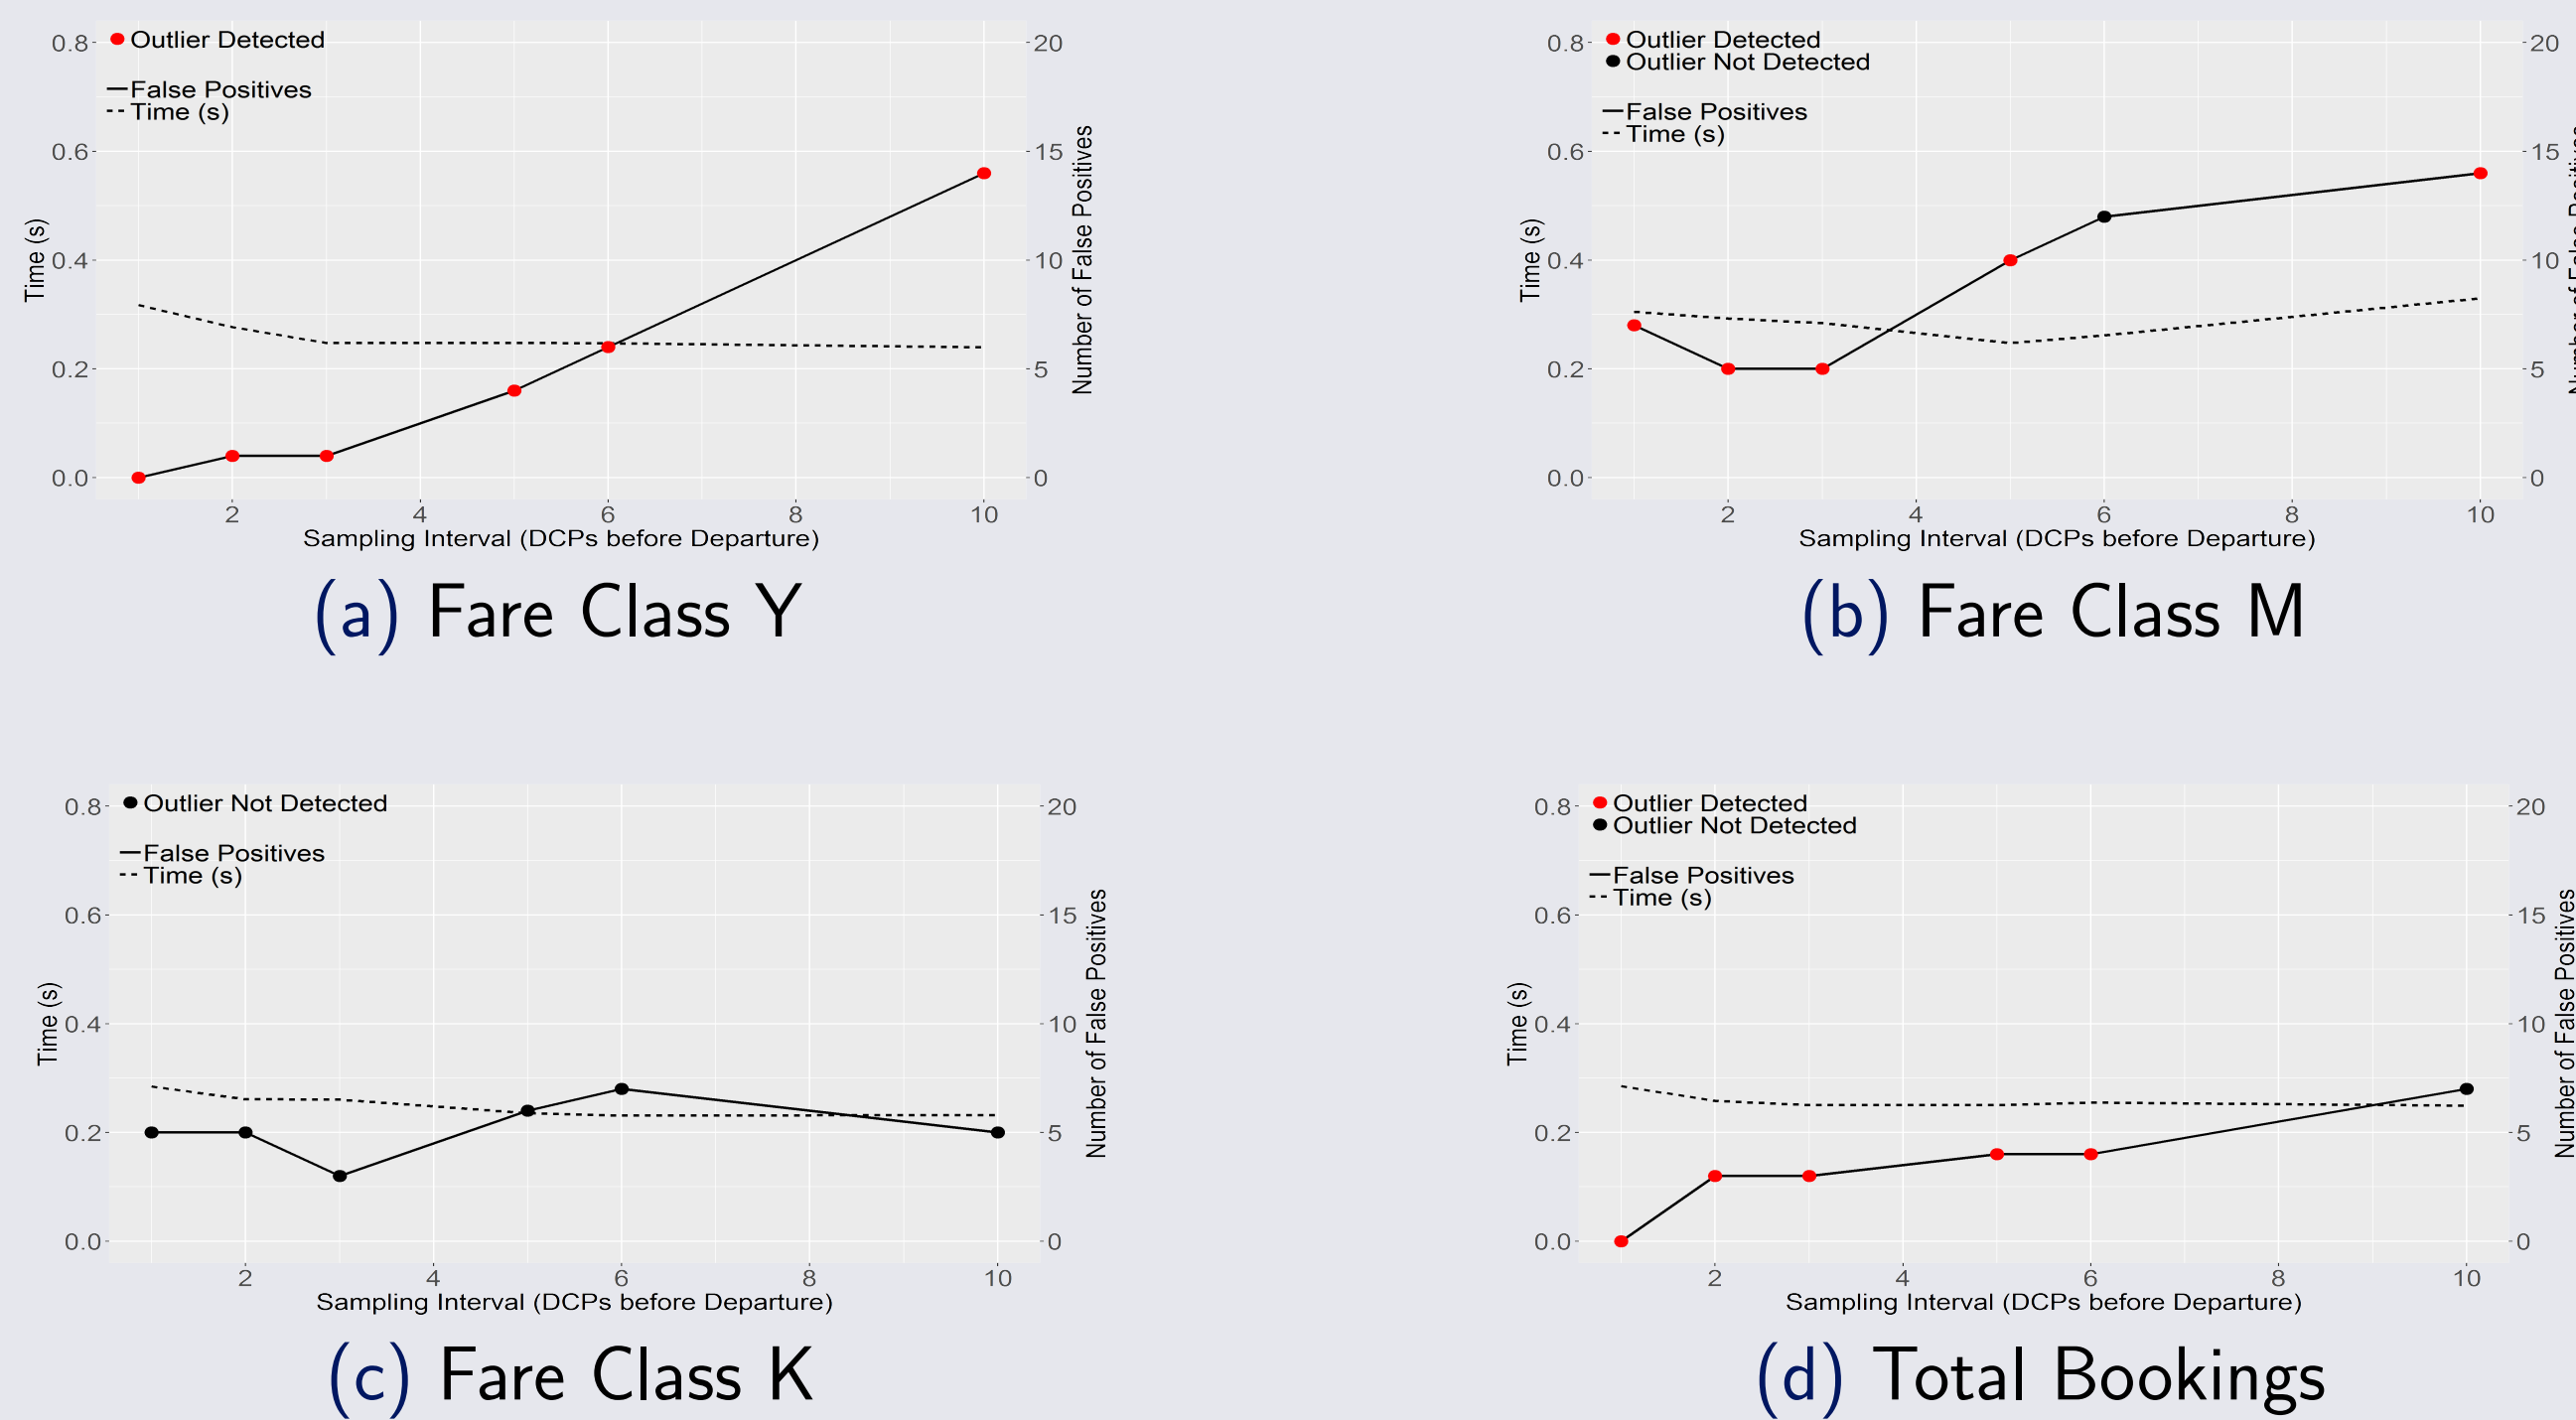 Outlier Detected
False Positives
Time (s)
0.8
0.6
0.4
0.2
0.0
Time (s)
20
15
10
5
0
Number of False Positives
2 4 6 8 10
Sampling Interval (DCPs before Departure)
(a) Fare Class Y
Outlier Detected
Outlier Not Detected
False Positives
Time (s)
0.8
0.6
0.4
0.2
0.0
Time (s)
20
15
10
5
0
Number of False Positives
2 4 6 8 10
Sampling Interval (DCPs before Departure)
(b) Fare Class M
Outlier Not Detected
False Positives
Time (s)
0.8
0.6
0.4
0.2
0.0
Time (s)
20
15
10
5
0
Number of False Positives
2 4 6 8 10
Sampling Interval (DCPs before Departure)
(c) Fare Class K
Outlier Detected
Outlier Not Detected
False Positives
Time (s)
0.8
0.6
0.4
0.2
0.0
Time (s)
20
15
10
5
0
Number of False Positives
2 4 6 8 10
Sampling Interval (DCPs before Departure)
(d) Total Bookings